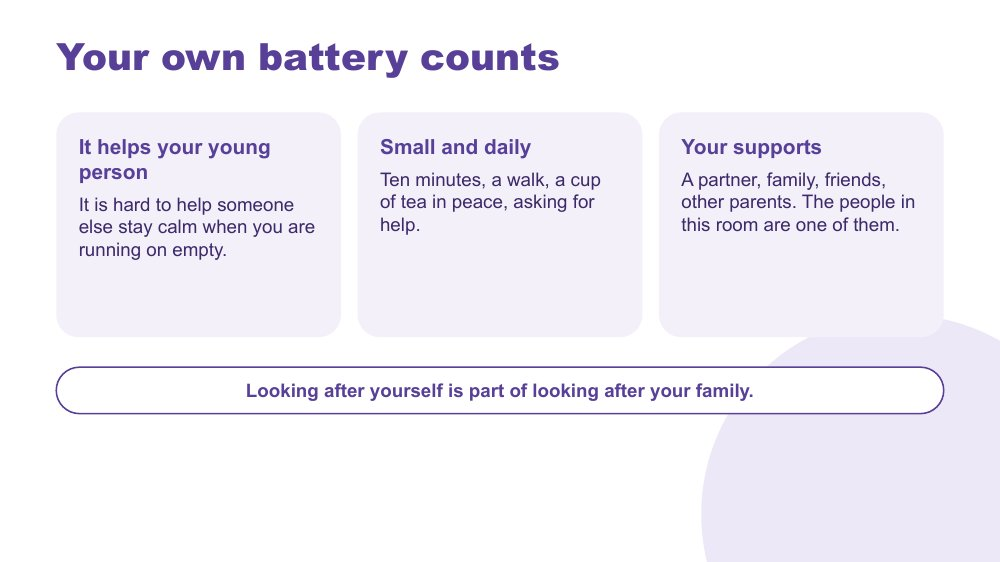 Your own battery counts
It helps your young
person
It is hard to help someone
else stay calm when you are
running on empty.
Small and daily
Ten minutes, a walk, a cup
of tea in peace, asking for
help.
Your supports
A partner, family, friends,
other parents. The people in
this room are one of them.
Looking after yourself is part of looking after your family.